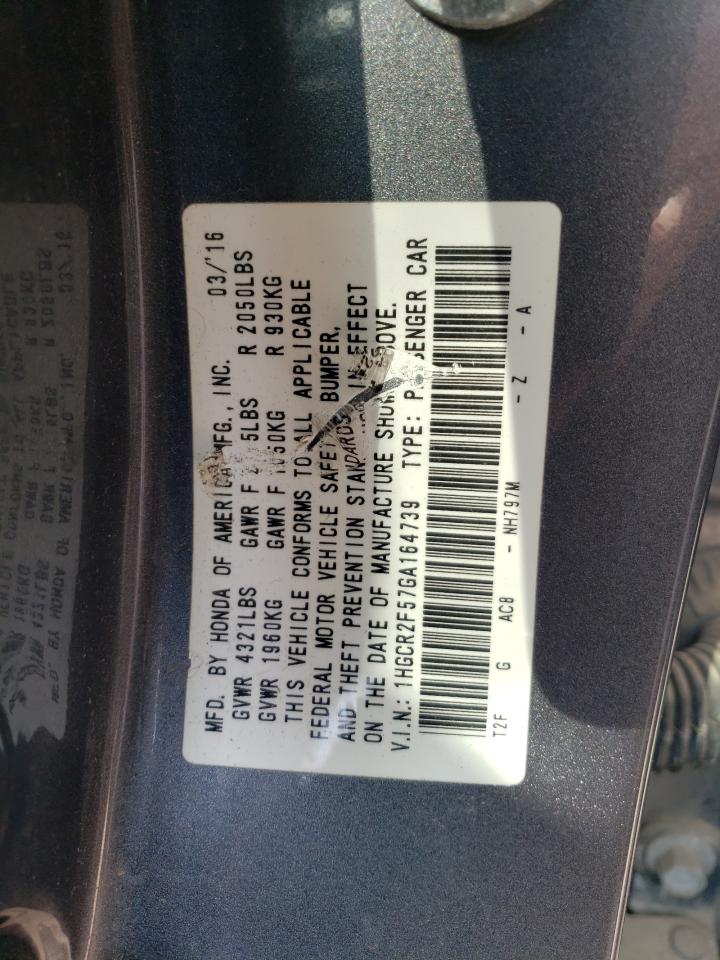 MFD. BY HONDA OF AMERICA MFG., INC. 03/'16
GVWR 4321LBS GAWR F R 2050LBS
GVWR 1960KG GAWR F R 930KG
THIS VEHICLE CONFORMS TO ALL APPLICABLE
FEDERAL MOTOR VEHICLE SAFETY BUMPER,
AND THEFT PREVENTION STANDARDS IN EFFECT
ON THE DATE OF MANUFACTURE SHOWN ABOVE.
V.I.N.: 1HGCR2F57GA164739 TYPE: PASSENGER CAR
T2F G AC8 - NH797M - Z - A